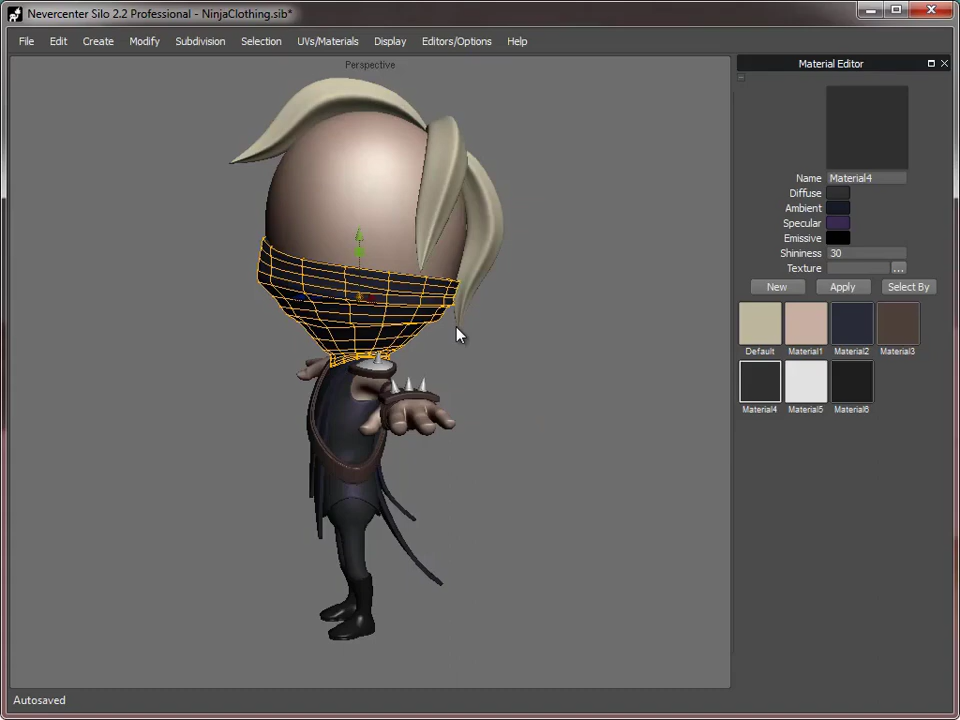 Nevercenter Silo 2.2 Professional - NinjaClothing.sib*
File Edit Create Modify Subdivision Selection UVs/Materials Display Editors/Options Help
Perspective
Material Editor
Name Material4
Diffuse
Ambient
Specular
Emissive
Shininess 30
Texture ...
New Apply Select By
Default Material1 Material2 Material3
Material4 Material5 Material6
Autosaved